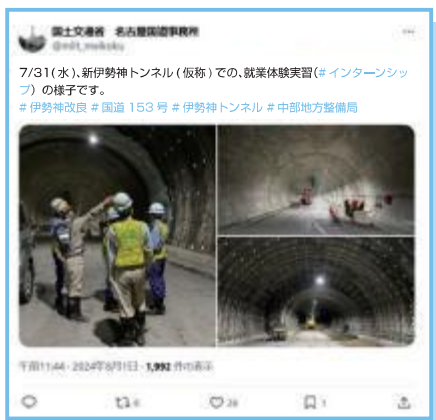 国土交通省 名古屋国道事務所
@mlit_meikoku
7/31(水)、新伊勢神トンネル(仮称)での、就業体験実習(#インターンシッ
プ)の様子です。
#伊勢神改良 #国道153号 #伊勢神トンネル #中部地方整備局
午前11:44・2024年8月1日・1,992 件の表示